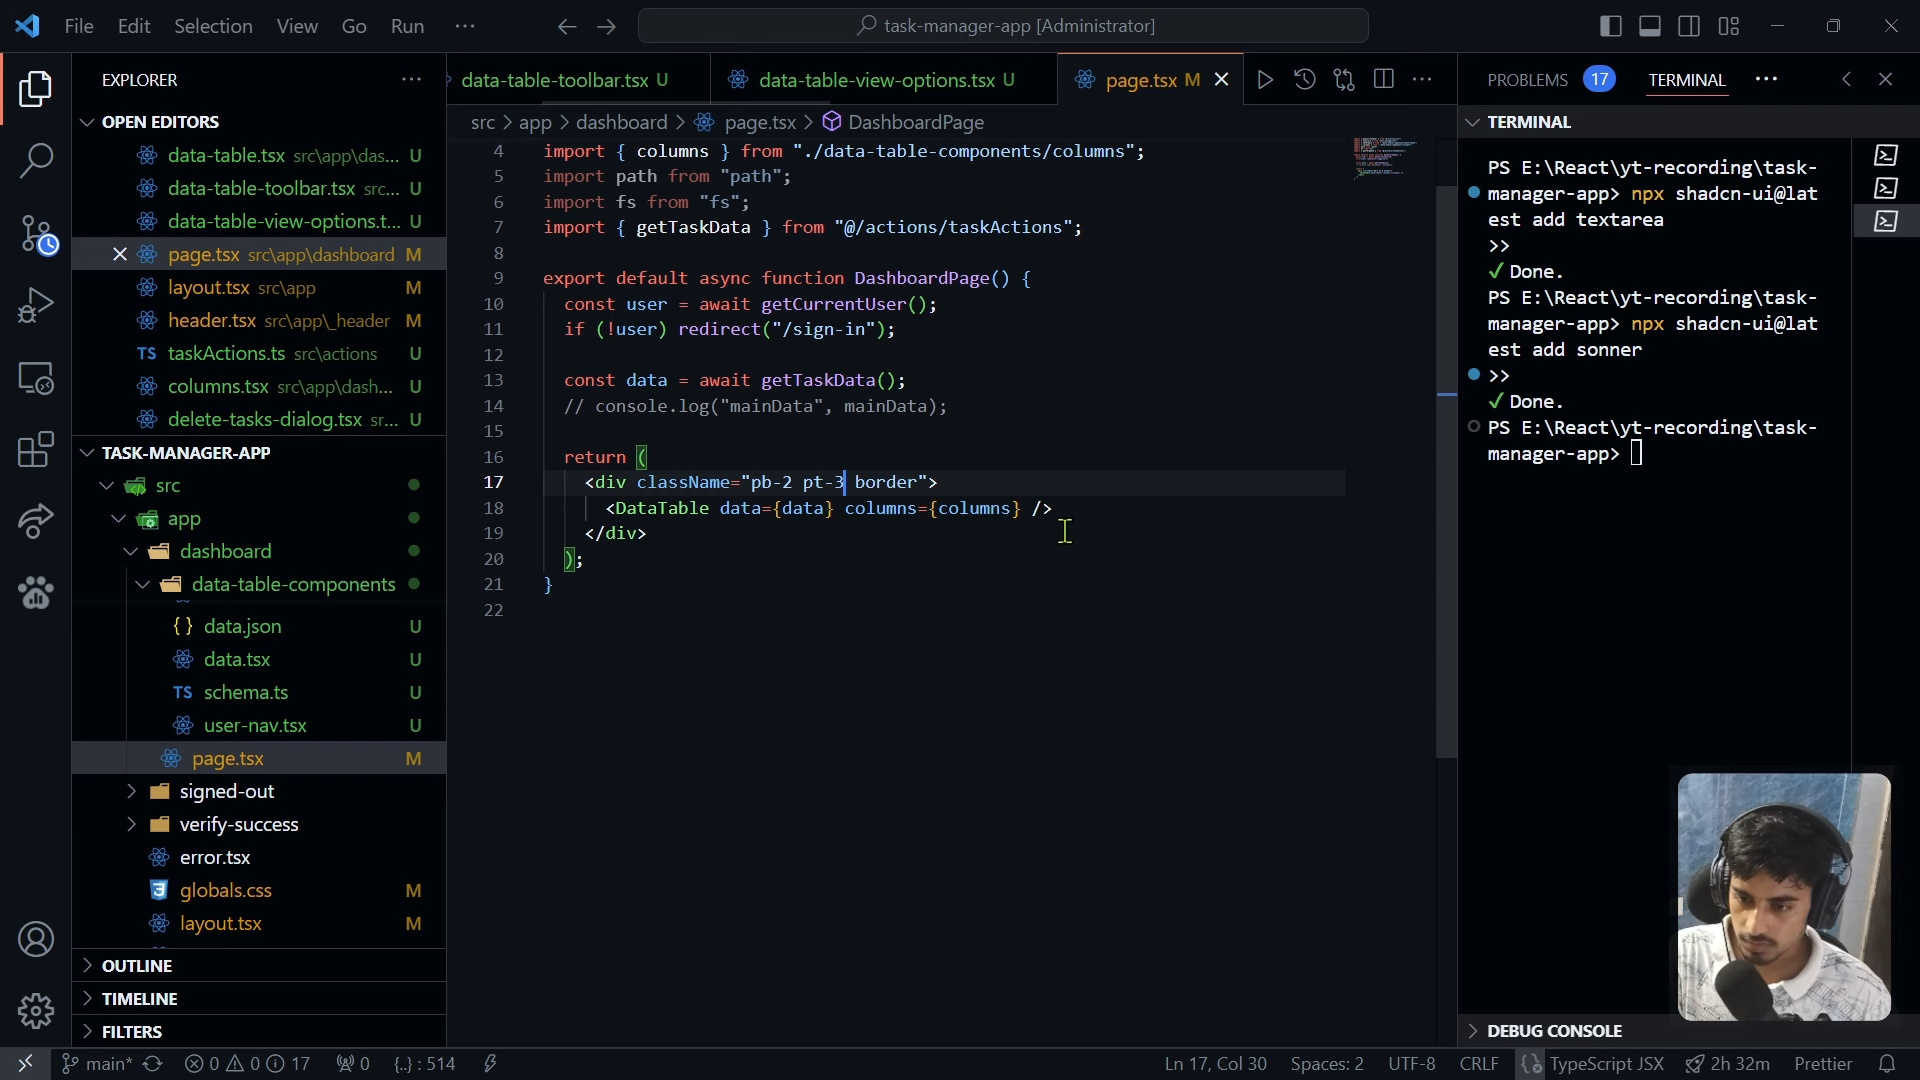 File Edit Selection View Go Run ··· task-manager-app [Administrator]
EXPLORER ···
OPEN EDITORS
data-table.tsx src\app\das... U
data-table-toolbar.tsx src... U
data-table-view-options.t... U
page.tsx src\app\dashboard M
layout.tsx src\app M
header.tsx src\app\_header M
TS taskActions.ts src\actions U
columns.tsx src\app\dash... U
delete-tasks-dialog.tsx sr... U
TASK-MANAGER-APP
src
app
dashboard
data-table-components
{ } data.json U
data.tsx U
TS schema.ts U
user-nav.tsx U
page.tsx M
signed-out
verify-success
error.tsx
globals.css M
layout.tsx M
OUTLINE
TIMELINE
FILTERS
data-table-toolbar.tsx U data-table-view-options.tsx U page.tsx M
src > app > dashboard > page.tsx > DashboardPage
4 import { columns } from "./data-table-components/columns";
5 import path from "path";
6 import fs from "fs";
7 import { getTaskData } from "@/actions/taskActions";
8
9 export default async function DashboardPage() {
10 const user = await getCurrentUser();
11 if (!user) redirect("/sign-in");
12
13 const data = await getTaskData();
14 // console.log("mainData", mainData);
15
16 return (
17 <div className="pb-2 pt-3 border">
18 <DataTable data={data} columns={columns} />
19 </div>
20 );
21 }
22
PROBLEMS 17 TERMINAL ···
TERMINAL
PS E:\React\yt-recording\task-
manager-app> npx shadcn-ui@lat
est add textarea
>>
✓ Done.
PS E:\React\yt-recording\task-
manager-app> npx shadcn-ui@lat
est add sonner
>>
✓ Done.
PS E:\React\yt-recording\task-
manager-app>
DEBUG CONSOLE
main* 0 0 17 0 {..} : 514 Ln 17, Col 30 Spaces: 2 UTF-8 CRLF TypeScript JSX 2h 32m Prettier